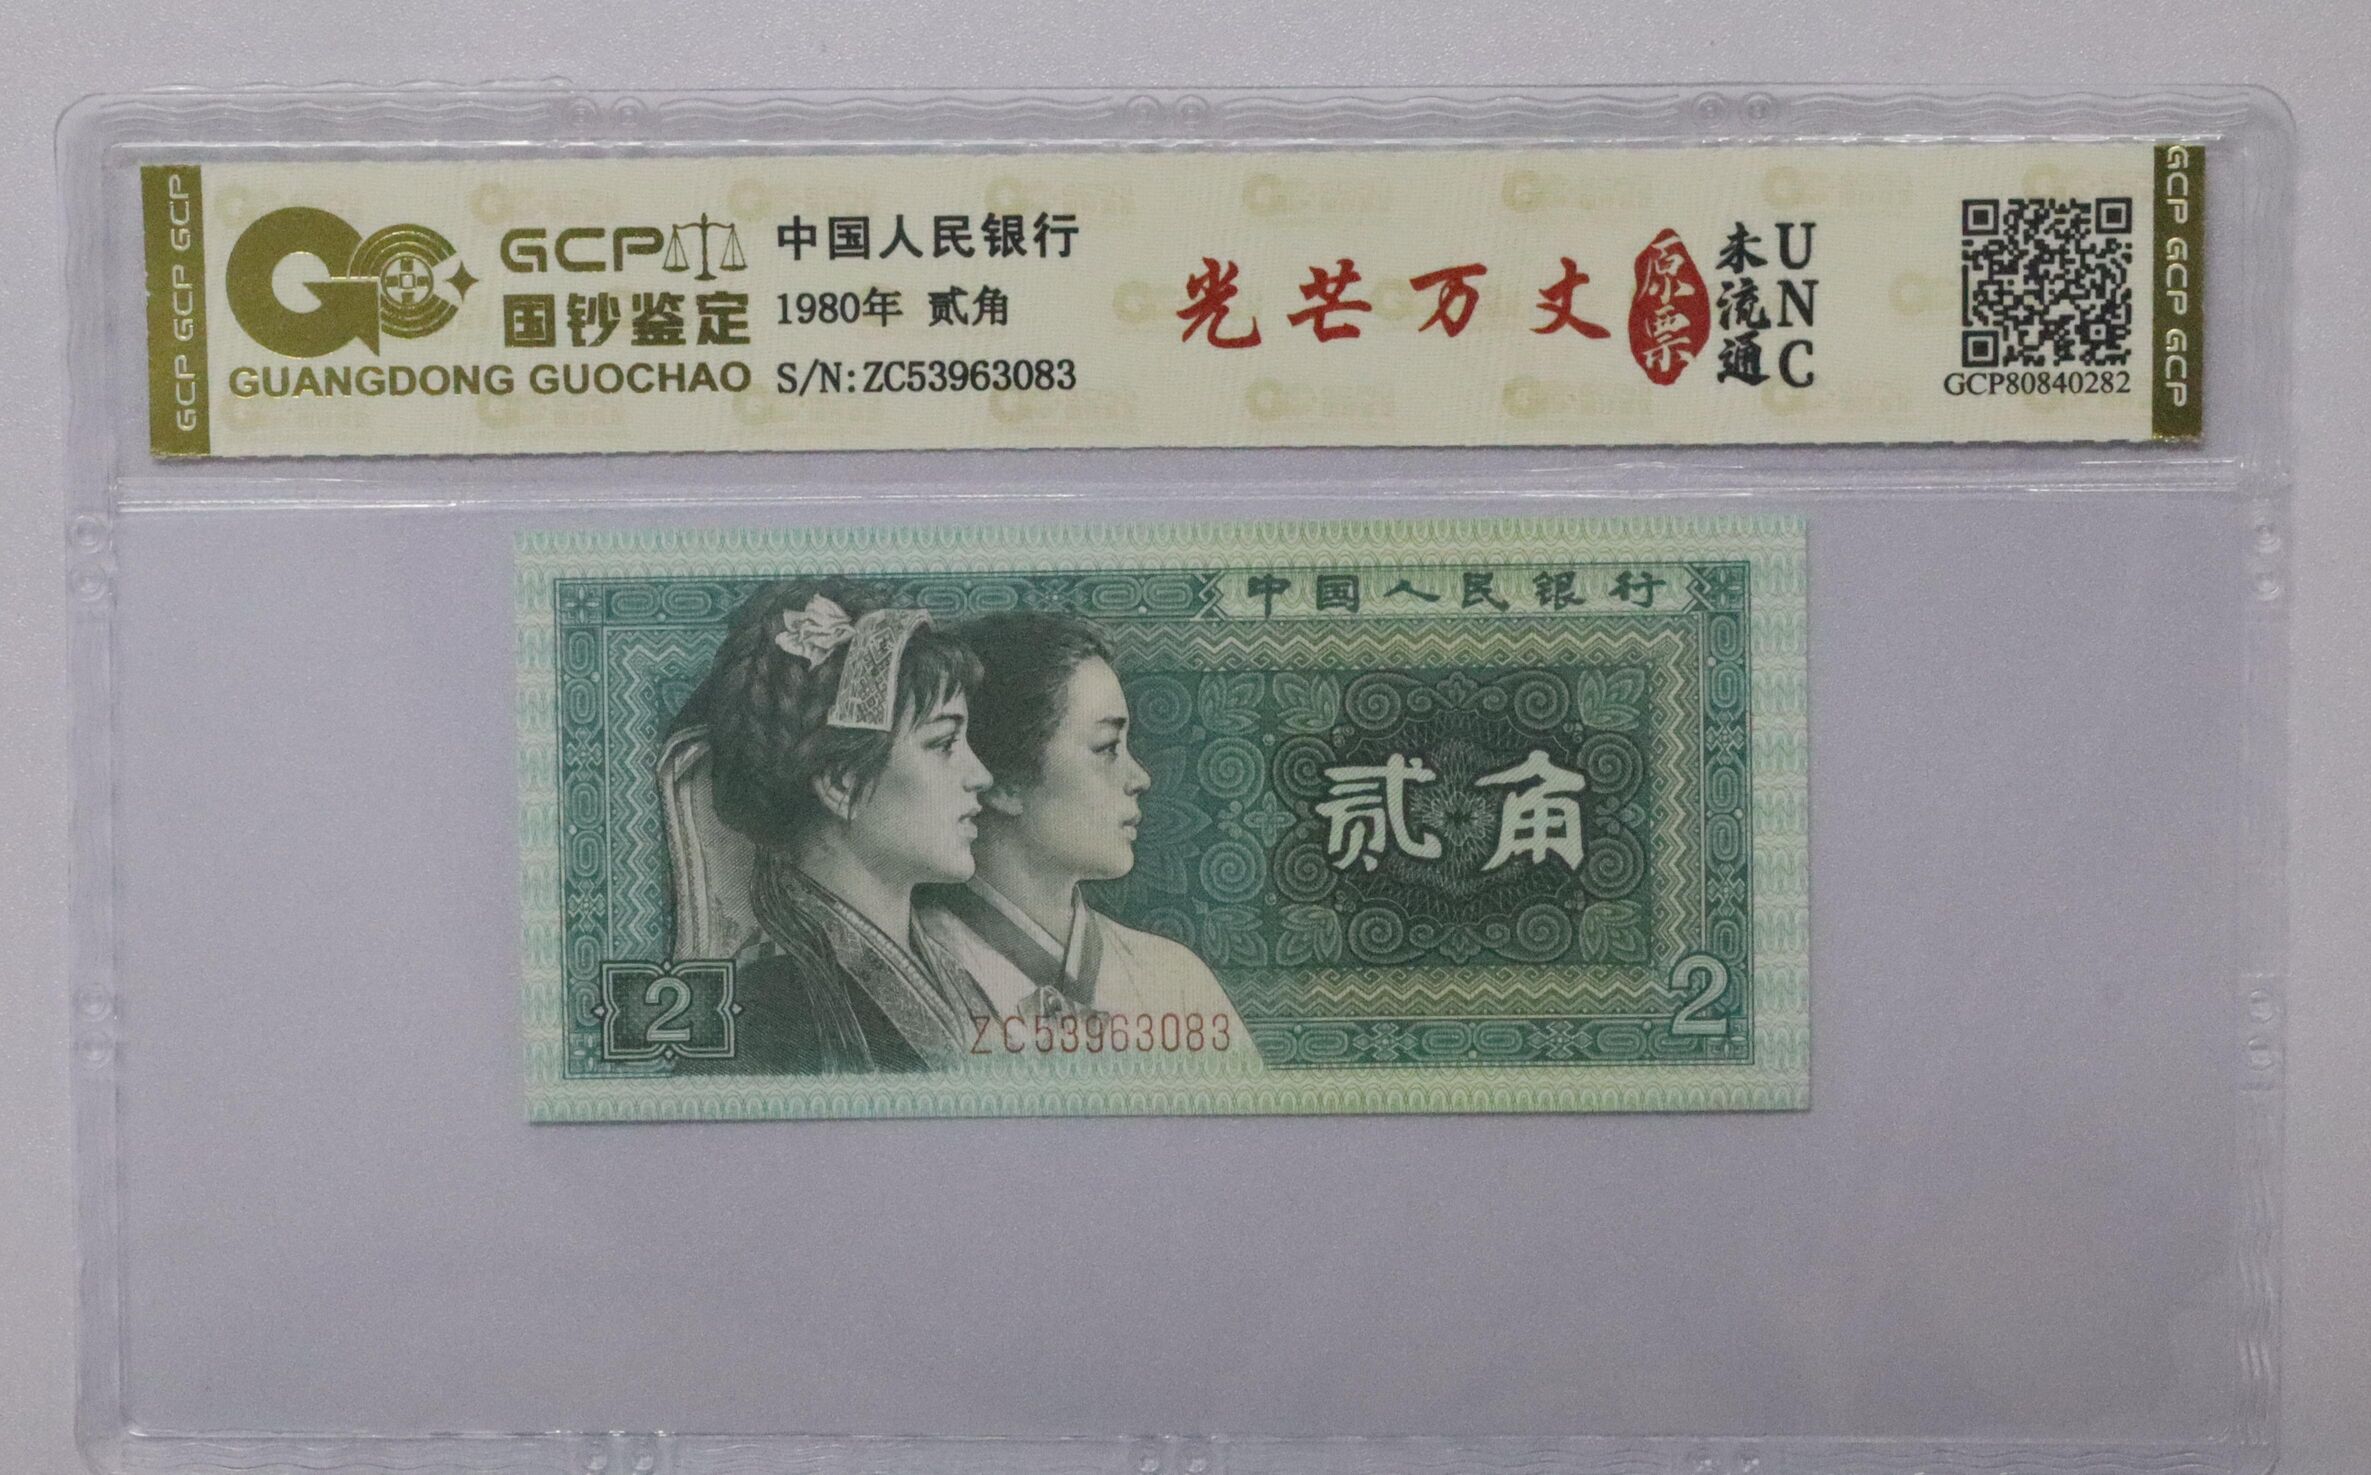 GCP GCP GCP
GCP
国钞鉴定
GUANGDONG GUOCHAO
中国人民银行
1980年 贰角
S/N:ZC53963083
光芒万丈
原票
未流通
UNC
GCP80840282
GCP GCP GCP
中国人民银行
贰角
2
ZC53963083
2